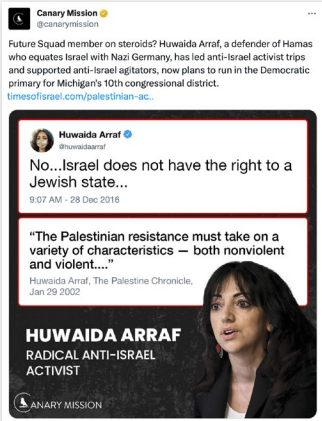 Canary Mission
@canarymission
Future Squad member on steroids? Huwaida Arraf, a defender of Hamas
who equates Israel with Nazi Germany, has led anti-Israel activist trips
and supported anti-Israel agitators, now plans to run in the Democratic
primary for Michigan's 10th congressional district.
timesofisrael.com/palestinian-ac...
Huwaida Arraf
@huwaidaarraf
No...Israel does not have the right to a
Jewish state...
9:07 AM - 28 Dec 2016
“The Palestinian resistance must take on a
variety of characteristics — both nonviolent
and violent....”
Huwaida Arraf, The Palestine Chronicle,
Jan 29 2002
HUWAIDA ARRAF
RADICAL ANTI-ISRAEL
ACTIVIST
CANARY MISSION